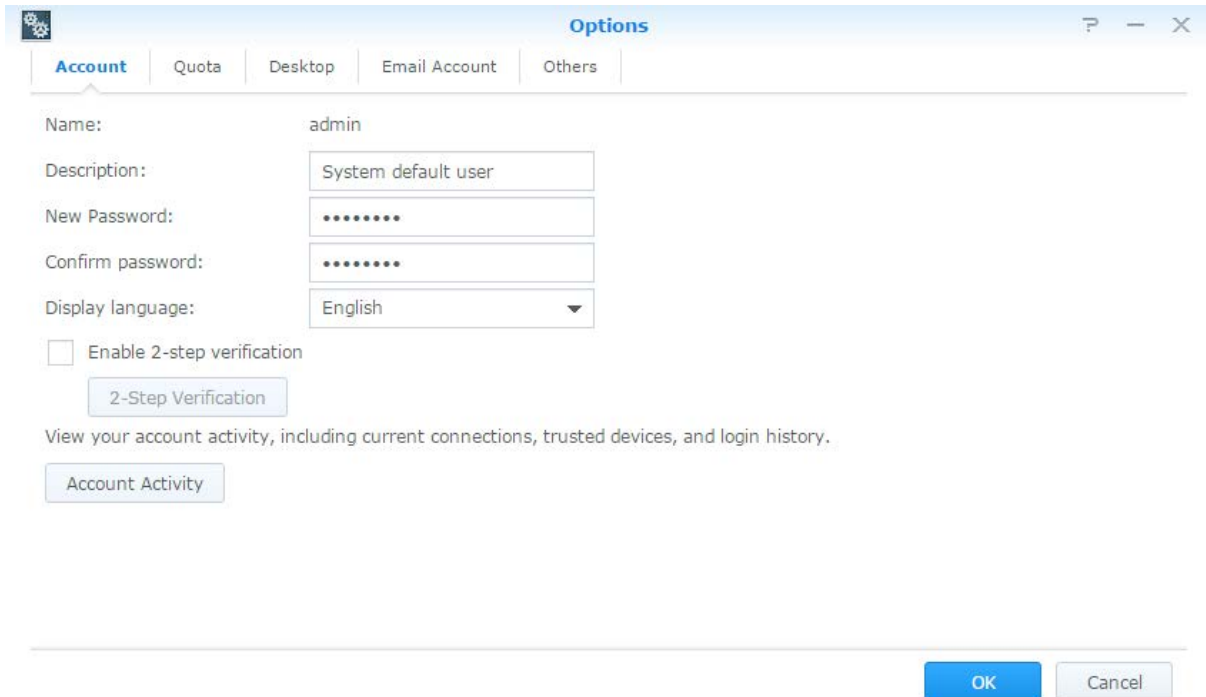 Options
Account Quota Desktop Email Account Others
Name: admin
Description: System default user
New Password: ••••••••
Confirm password: ••••••••
Display language: English
Enable 2-step verification
2-Step Verification
View your account activity, including current connections, trusted devices, and login history.
Account Activity
OK Cancel